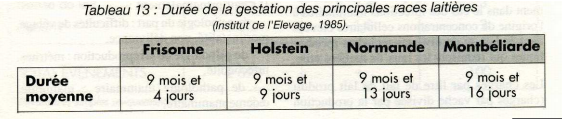 Tableau 13 : Durée de la gestation des principales races laitières
(Institut de l'Elevage, 1985).
Frisonne Holstein Normande Montbéliarde
Durée 9 mois et 9 mois et 9 mois et 9 mois et
moyenne 4 jours 9 jours 13 jours 16 jours